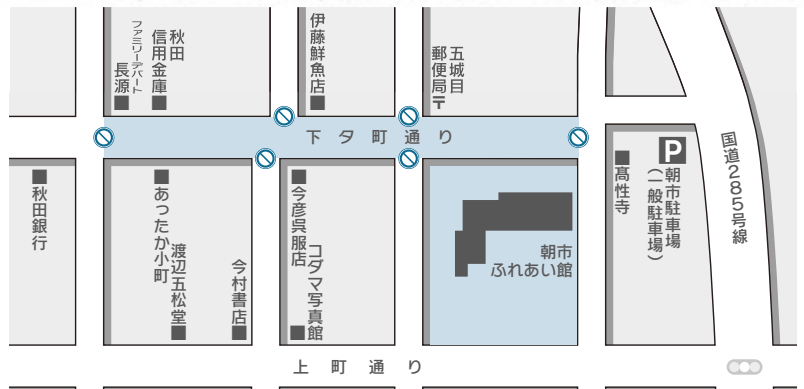 ファミリーデパート
長源
秋田
信用金庫
伊藤鮮魚店
五城目
郵便局
〒
下タ町通り
国道285号線
P
朝市駐車場
(一般駐車場)
高性寺
秋田銀行
あったか小町
渡辺五松堂
今村書店
今彦呉服店
コダマ写真館
朝市
ふれあい館
上町通り